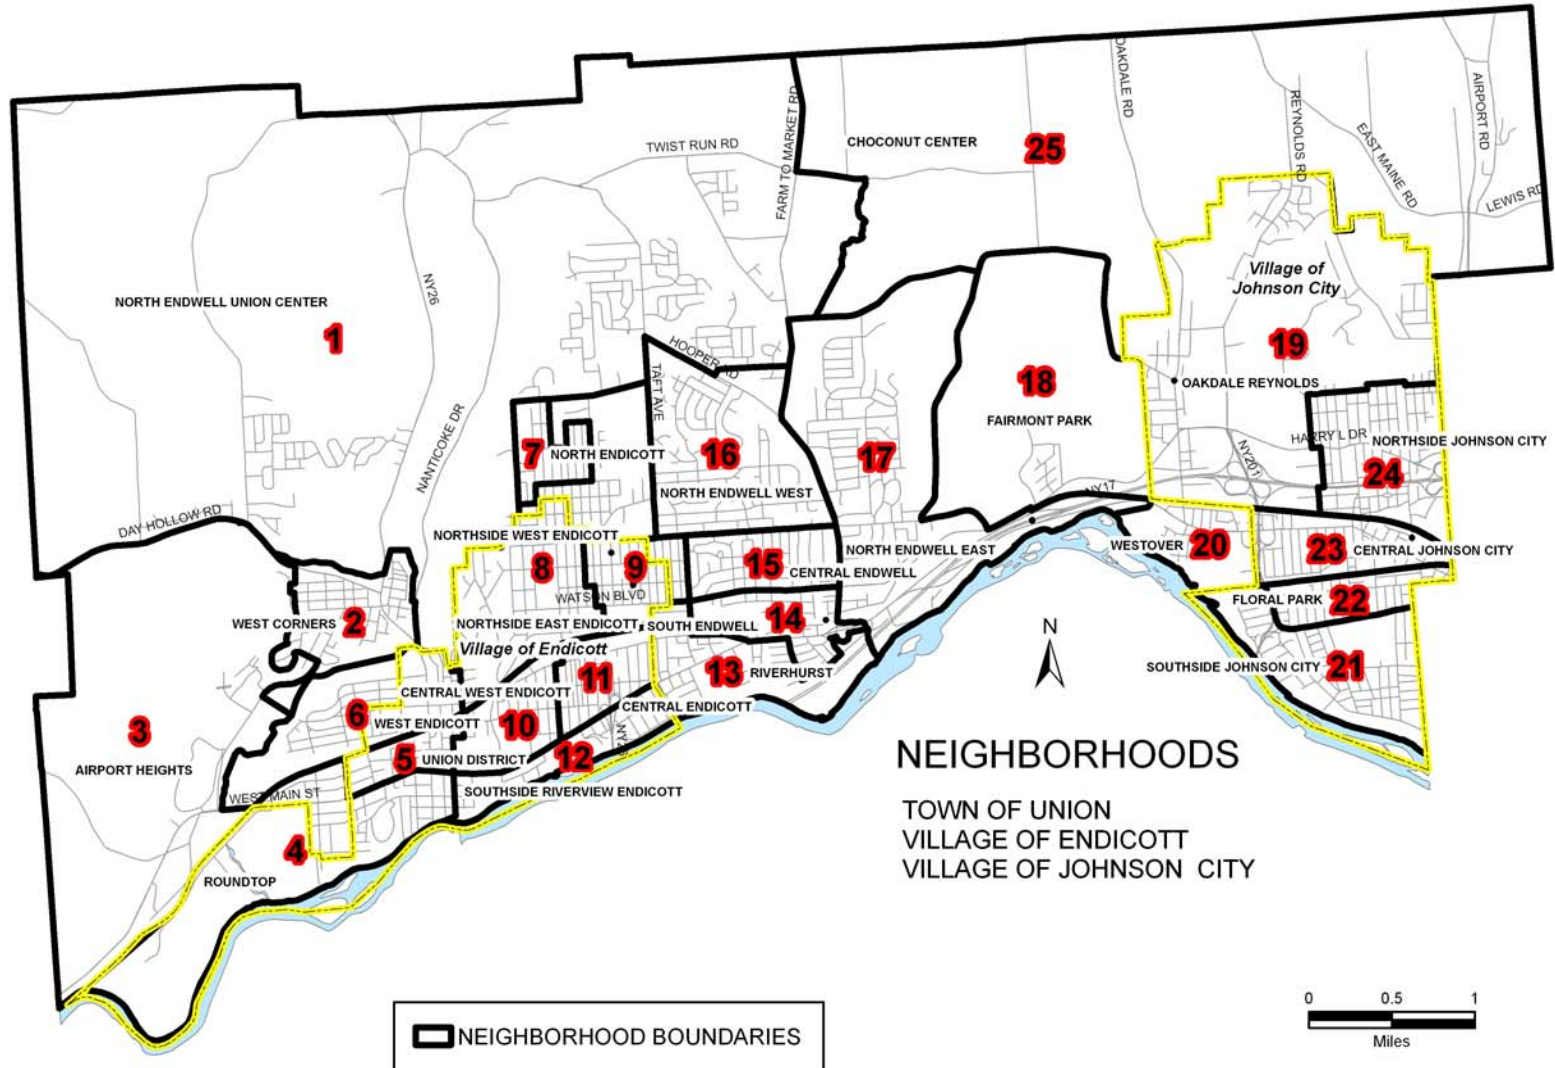 OAKDALE RD
REYNOLDS RD
EAST MAINE RD
AIRPORT RD
LEWIS RD
TWIST RUN RD
FARM TO MARKET RD
CHOCONUT CENTER
25
NORTH ENDWELL UNION CENTER
1
NY26
Village of
Johnson City
19
OAKDALE REYNOLDS
HOOPER RD
TAFT AVE
18
FAIRMONT PARK
NANTICOKE DR
7
NORTH ENDICOTT
16
17
NORTH ENDWELL WEST
HARRY L DR
NORTHSIDE JOHNSON CITY
24
NY201
NY17
DAY HOLLOW RD
NORTHSIDE WEST ENDICOTT
8
9
15
NORTH ENDWELL EAST
CENTRAL ENDWELL
WESTOVER
20
23
CENTRAL JOHNSON CITY
WATSON BLVD
FLORAL PARK
22
WEST CORNERS
2
NORTHSIDE EAST ENDICOTT
SOUTH ENDWELL
14
Village of Endicott
N
13
RIVERHURST
SOUTHSIDE JOHNSON CITY
21
11
CENTRAL WEST ENDICOTT
CENTRAL ENDICOTT
6
WEST ENDICOTT
10
3
5
UNION DISTRICT
12
AIRPORT HEIGHTS
SOUTHSIDE RIVERVIEW ENDICOTT
WEST MAIN ST
4
ROUNDTOP
NEIGHBORHOODS
TOWN OF UNION
VILLAGE OF ENDICOTT
VILLAGE OF JOHNSON CITY
0 0.5 1
Miles
NEIGHBORHOOD BOUNDARIES